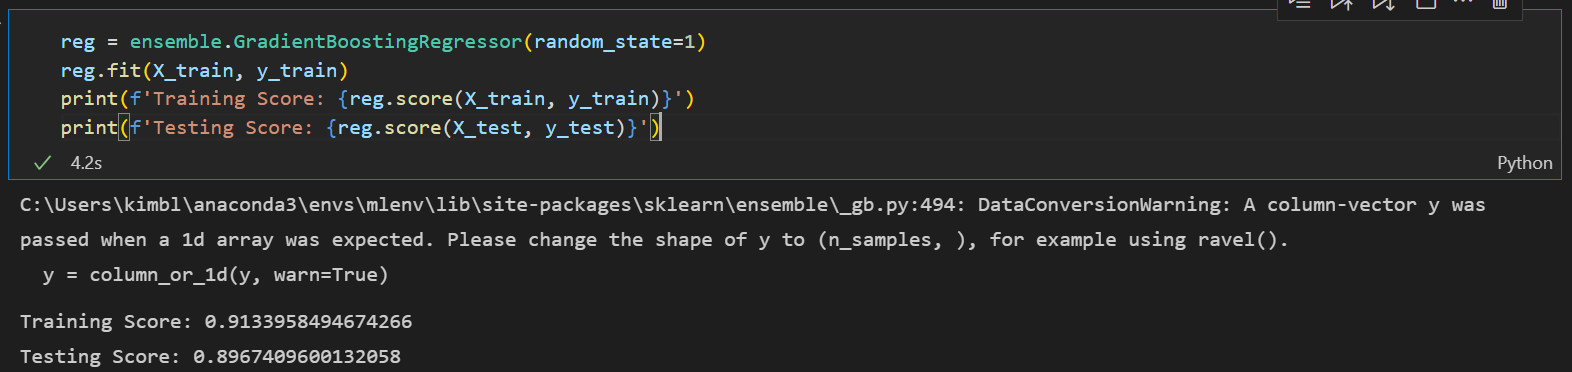 reg = ensemble.GradientBoostingRegressor(random_state=1)
reg.fit(X_train, y_train)
print(f'Training Score: {reg.score(X_train, y_train)}')
print(f'Testing Score: {reg.score(X_test, y_test)}')
4.2s
Python
C:\Users\kimbl\anaconda3\envs\mlenv\lib\site-packages\sklearn\ensemble\_gb.py:494: DataConversionWarning: A column-vector y was
passed when a 1d array was expected. Please change the shape of y to (n_samples, ), for example using ravel().
  y = column_or_1d(y, warn=True)
Training Score: 0.9133958494674266
Testing Score: 0.8967409600132058